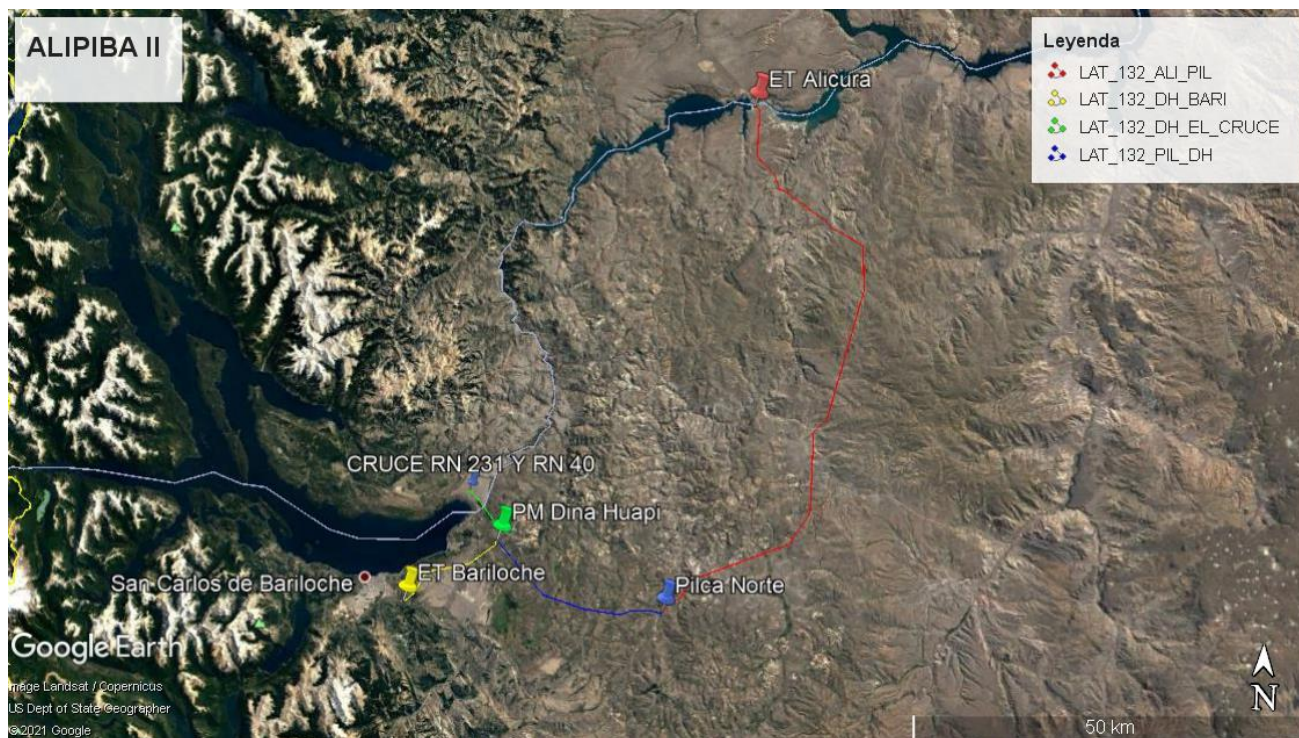 ALIPIBA II
Leyenda
LAT_132_ALI_PIL
LAT_132_DH_BARI
LAT_132_DH_EL_CRUCE
LAT_132_PIL_DH
ET Alicura
CRUCE RN 231 Y RN 40
PM Dina Huapi
San Carlos de Bariloche
ET Bariloche
Pilca Norte
Google Earth
mage Landsat / Copernicus
US Dept of State Geographer
©2021 Google
N
50 km